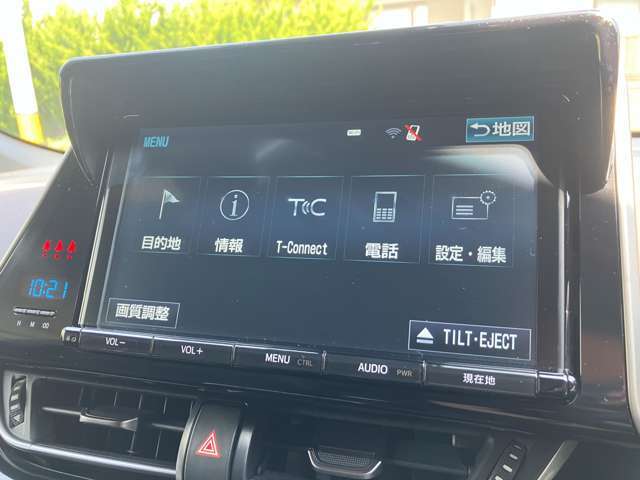 MENU
地図
目的地
情報
T-Connect
電話
設定・編集
画質調整
TILT・EJECT
10:21
H M 00
VOL−
VOL+
MENU CTRL
AUDIO PWR
現在地